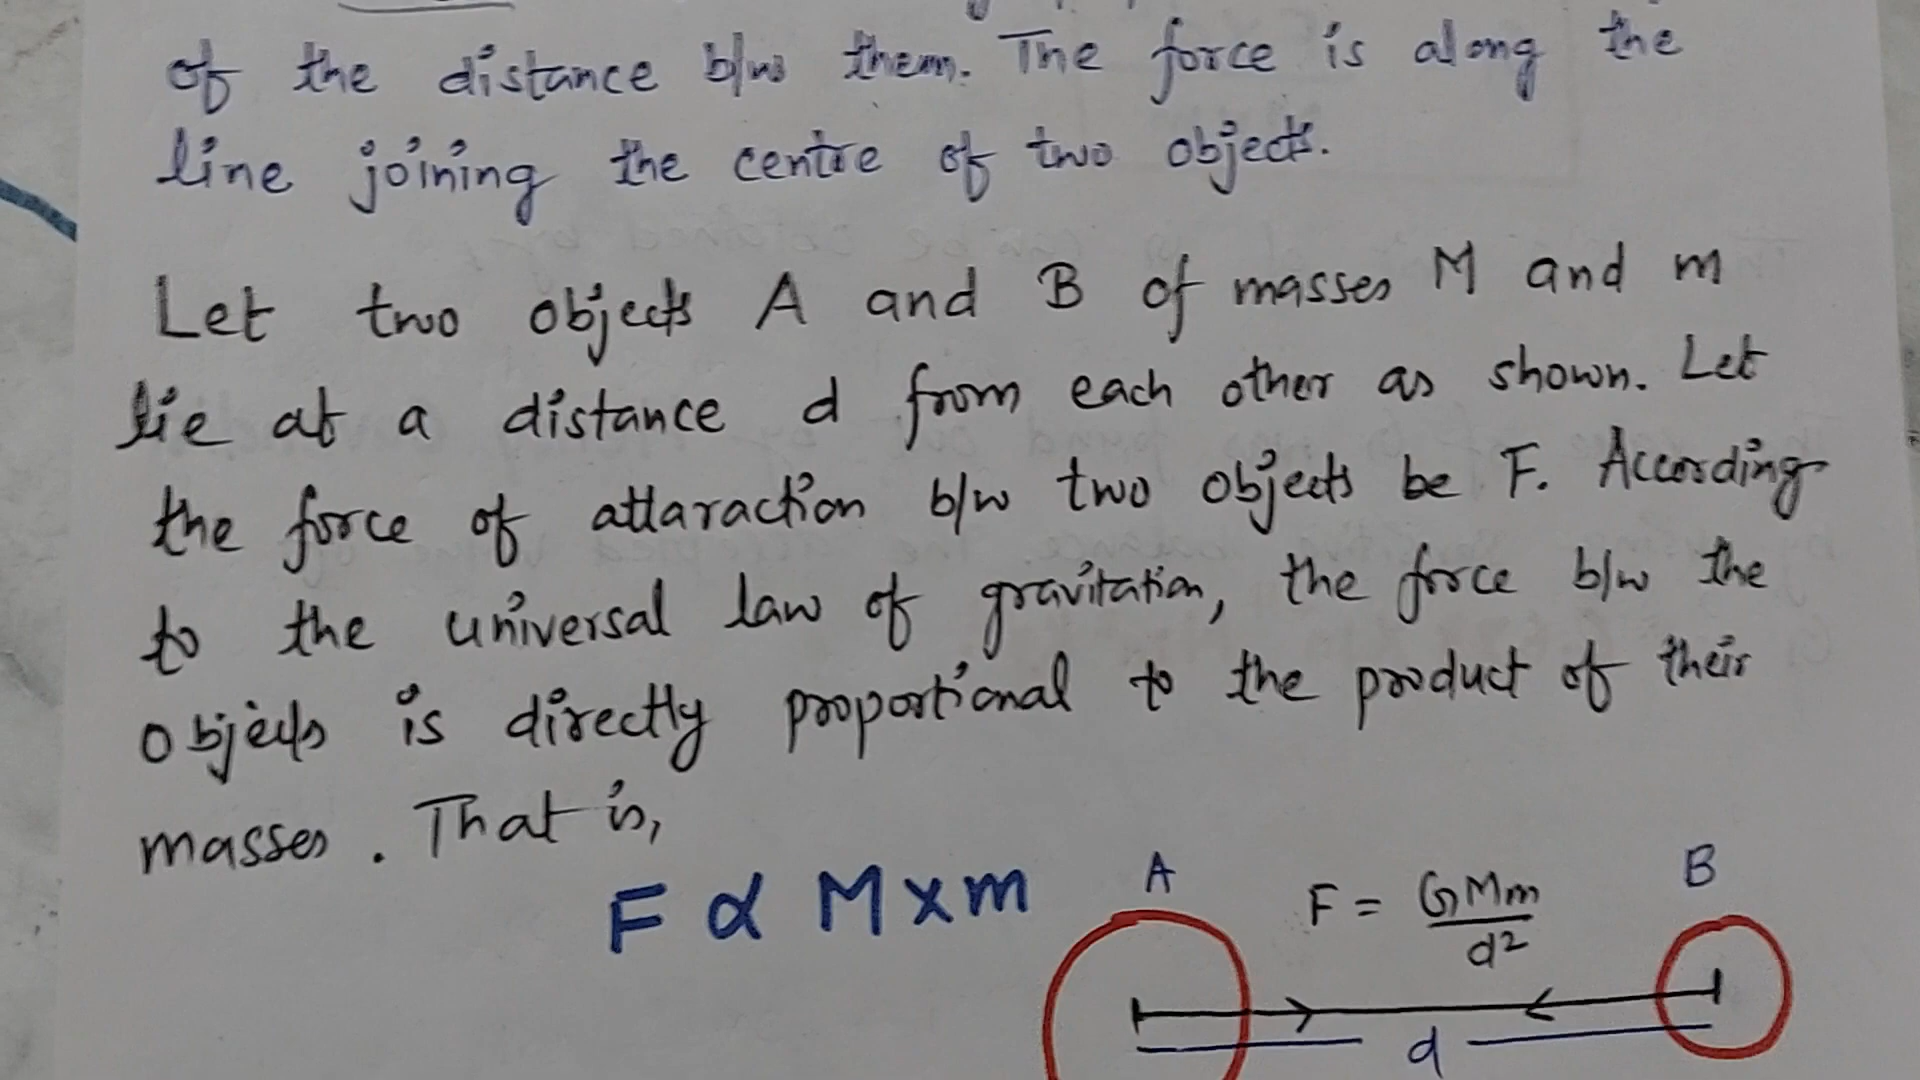 of the distance b/w them. The force is along the
line joining the centre of two objects.
Let two objects A and B of masses M and m
lie at a distance d from each other as shown. Let
the force of attaraction b/w two objects be F. According
to the universal law of gravitation, the force b/w the
objects is directly proportional to the product of their
masses. That is,
F ∝ M × m
A
F = GMm/d²
B
d